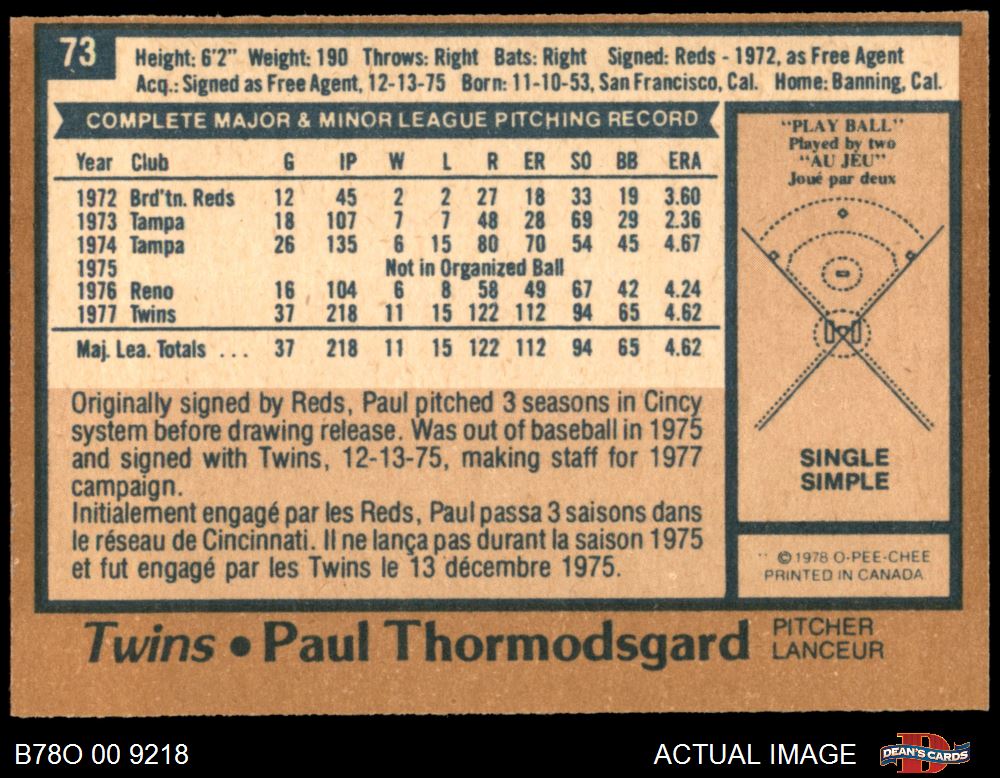 73
Height: 6'2" Weight: 190 Throws: Right Bats: Right Signed: Reds - 1972, as Free Agent
Acq.: Signed as Free Agent, 12-13-75 Born: 11-10-53, San Francisco, Cal. Home: Banning, Cal.
COMPLETE MAJOR & MINOR LEAGUE PITCHING RECORD
Year Club G IP W L R ER SO BB ERA
1972 Brd'tn. Reds 12 45 2 2 27 18 33 19 3.60
1973 Tampa 18 107 7 7 48 28 69 29 2.36
1974 Tampa 26 135 6 15 80 70 54 45 4.67
1975 Not in Organized Ball
1976 Reno 16 104 6 8 58 49 67 42 4.24
1977 Twins 37 218 11 15 122 112 94 65 4.62
Maj. Lea. Totals ... 37 218 11 15 122 112 94 65 4.62
Originally signed by Reds, Paul pitched 3 seasons in Cincy
system before drawing release. Was out of baseball in 1975
and signed with Twins, 12-13-75, making staff for 1977
campaign.
Initialement engagé par les Reds, Paul passa 3 saisons dans
le réseau de Cincinnati. Il ne lança pas durant la saison 1975
et fut engagé par les Twins le 13 décembre 1975.
"PLAY BALL"
Played by two
"AU JEU"
Joué par deux
SINGLE
SIMPLE
©1978 O-PEE-CHEE
PRINTED IN CANADA
Twins • Paul Thormodsgard
PITCHER
LANCEUR
B78O 00 9218
ACTUAL IMAGE
DEAN'S CARDS